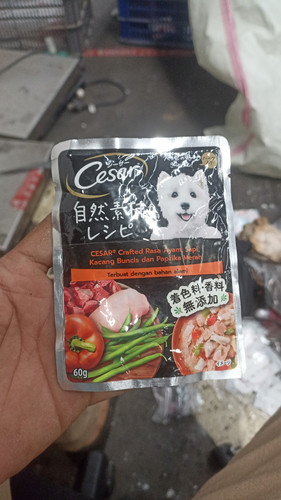 Cesar
自然素材
レシピ
CESAR® Crafted Rasa Ayam, Sapi,
Kacang Buncis dan Paprika Merah
Terbuat dengan bahan alami
着色料・香料
無添加
60g